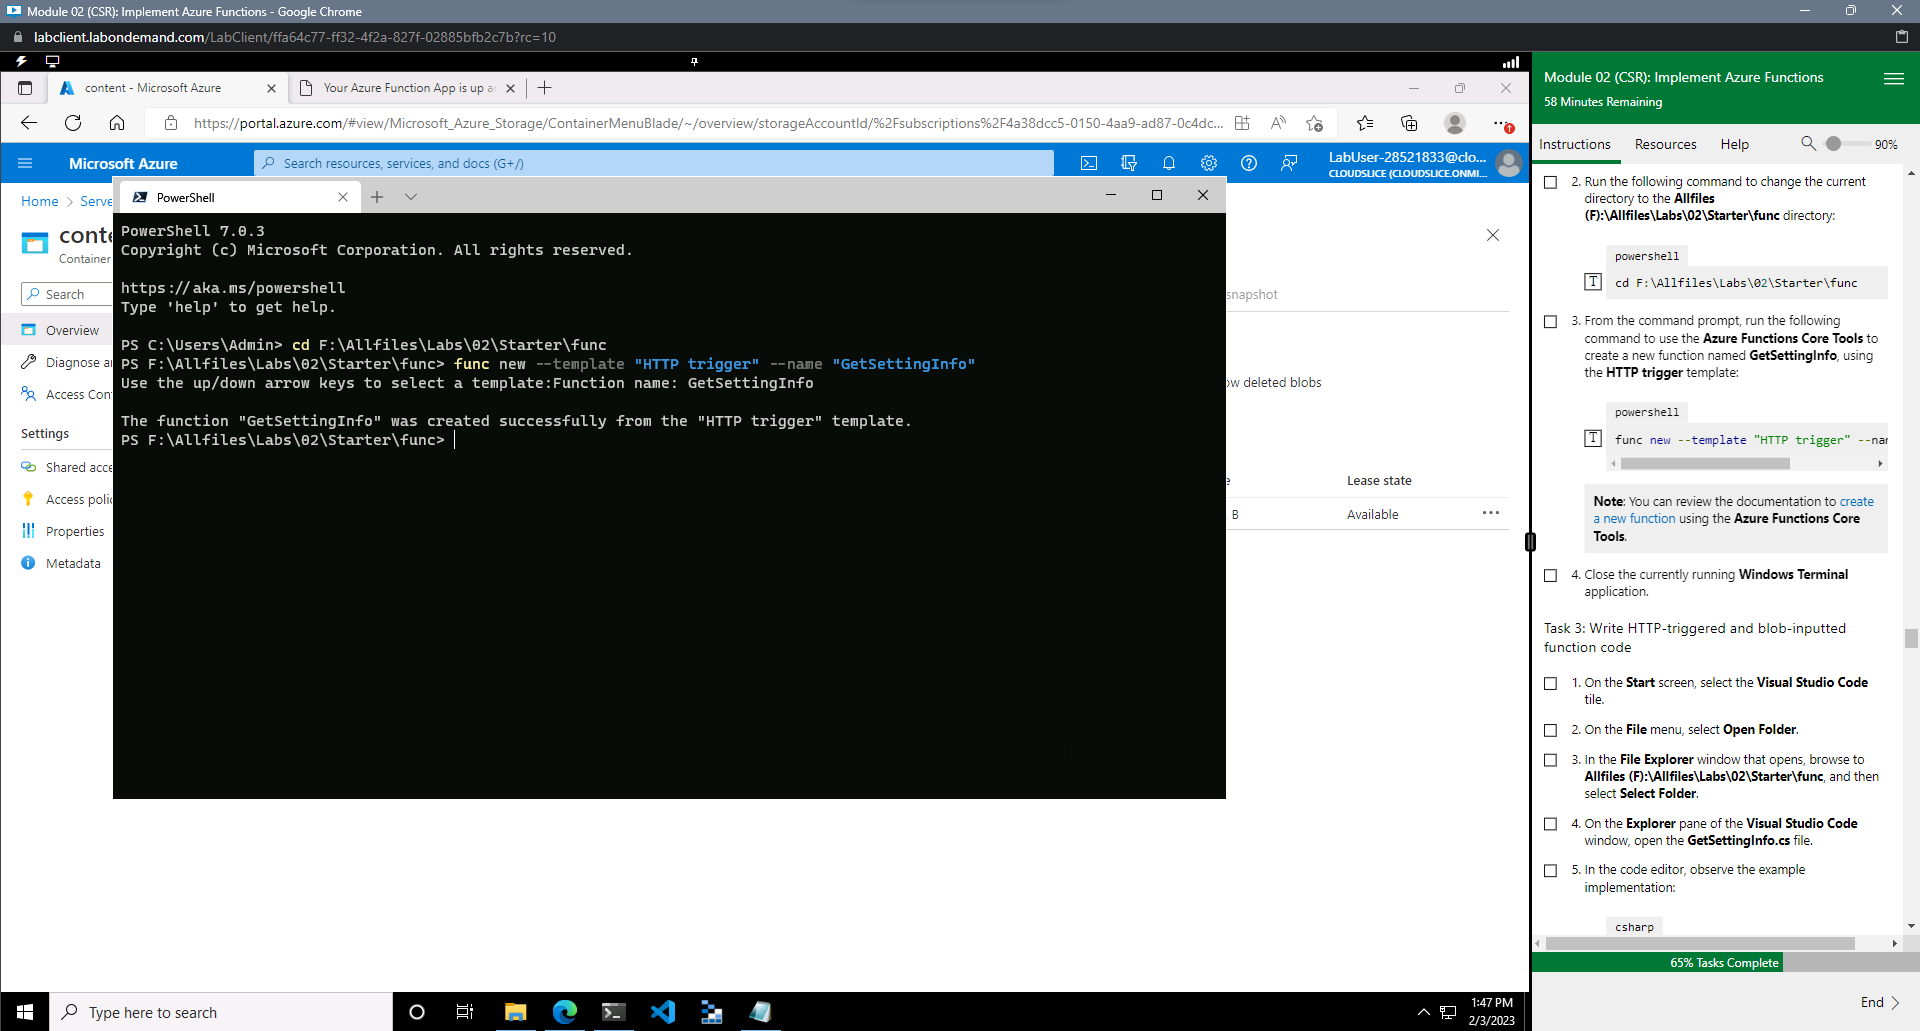 Module 02 (CSR): Implement Azure Functions - Google Chrome
labclient.labondemand.com/LabClient/ffa64c77-ff32-4f2a-827f-02885bfb2c7b?rc=10
content - Microsoft Azure
Your Azure Function App is up a
https://portal.azure.com/#view/Microsoft_Azure_Storage/ContainerMenuBlade/~/overview/storageAccountId/%2Fsubscriptions%2F4a38dcc5-0150-4aa9-ad87-0c4dc...
Microsoft Azure
Search resources, services, and docs (G+/)
LabUser-28521833@clo...
CLOUDSLICE (CLOUDSLICE.ONMI...
Home > Serve
conte
Container
Search
Overview
Diagnose a
Access Con
Settings
Shared acce
Access polic
Properties
Metadata
snapshot
ow deleted blobs
e
Lease state
B
Available
PowerShell
PowerShell 7.0.3
Copyright (c) Microsoft Corporation. All rights reserved.
https://aka.ms/powershell
Type 'help' to get help.
PS C:\Users\Admin> cd F:\Allfiles\Labs\02\Starter\func
PS F:\Allfiles\Labs\02\Starter\func> func new --template "HTTP trigger" --name "GetSettingInfo"
Use the up/down arrow keys to select a template:Function name: GetSettingInfo
The function "GetSettingInfo" was created successfully from the "HTTP trigger" template.
PS F:\Allfiles\Labs\02\Starter\func>
Module 02 (CSR): Implement Azure Functions
58 Minutes Remaining
Instructions
Resources
Help
90%
2. Run the following command to change the current
directory to the Allfiles
(F):\Allfiles\Labs\02\Starter\func directory:
powershell
T
cd F:\Allfiles\Labs\02\Starter\func
3. From the command prompt, run the following
command to use the Azure Functions Core Tools to
create a new function named GetSettingInfo, using
the HTTP trigger template:
powershell
T
func new --template "HTTP trigger" --nam
Note: You can review the documentation to create
a new function using the Azure Functions Core
Tools.
4. Close the currently running Windows Terminal
application.
Task 3: Write HTTP-triggered and blob-inputted
function code
1. On the Start screen, select the Visual Studio Code
tile.
2. On the File menu, select Open Folder.
3. In the File Explorer window that opens, browse to
Allfiles (F):\Allfiles\Labs\02\Starter\func, and then
select Select Folder.
4. On the Explorer pane of the Visual Studio Code
window, open the GetSettingInfo.cs file.
5. In the code editor, observe the example
implementation:
csharp
65% Tasks Complete
End
Type here to search
1:47 PM
2/3/2023